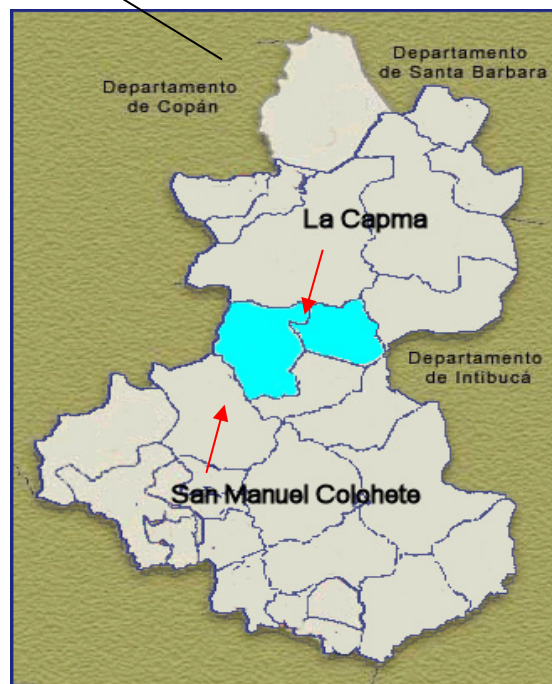 Departamento
de Copán
Departamento
de Santa Barbara
La Capma
Departamento
de Intibucá
San Manuel Colohete